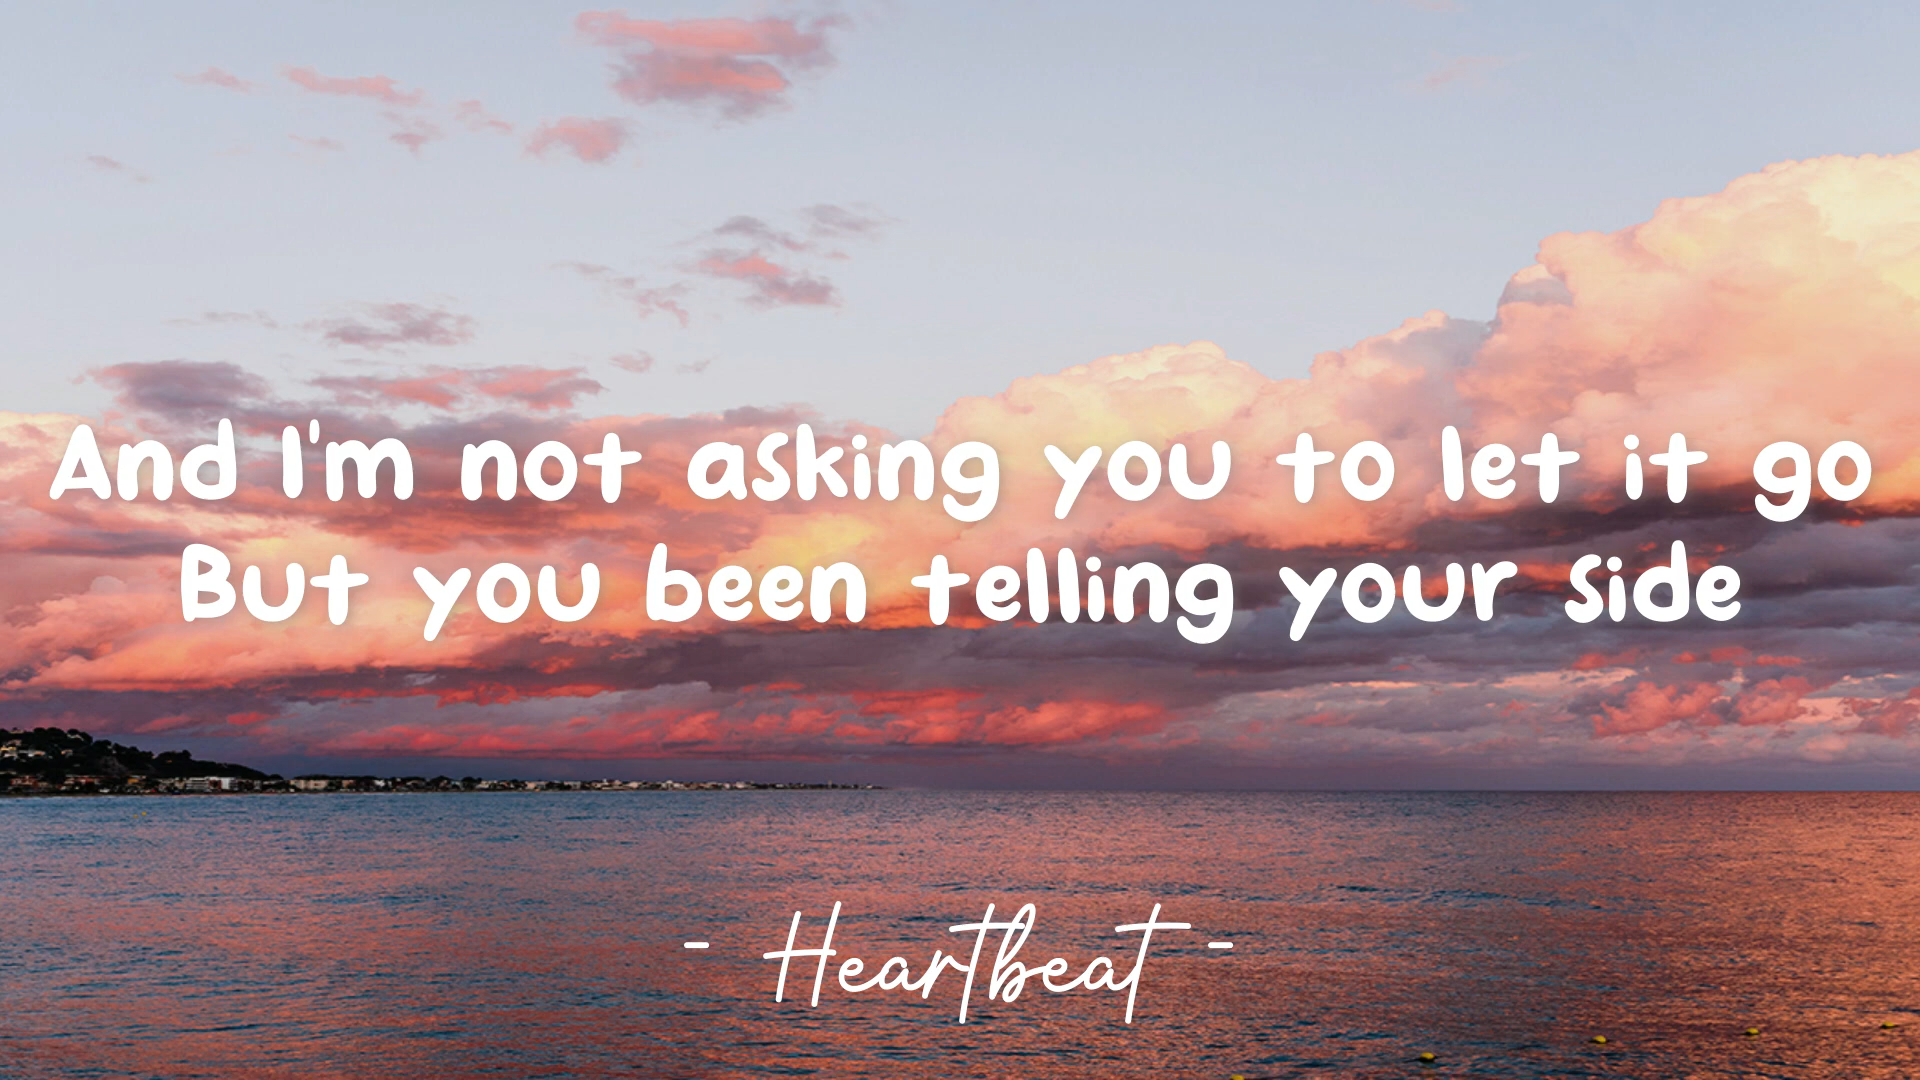 And I'm not asking you to let it go
But you been telling your side
- Heartbeat -